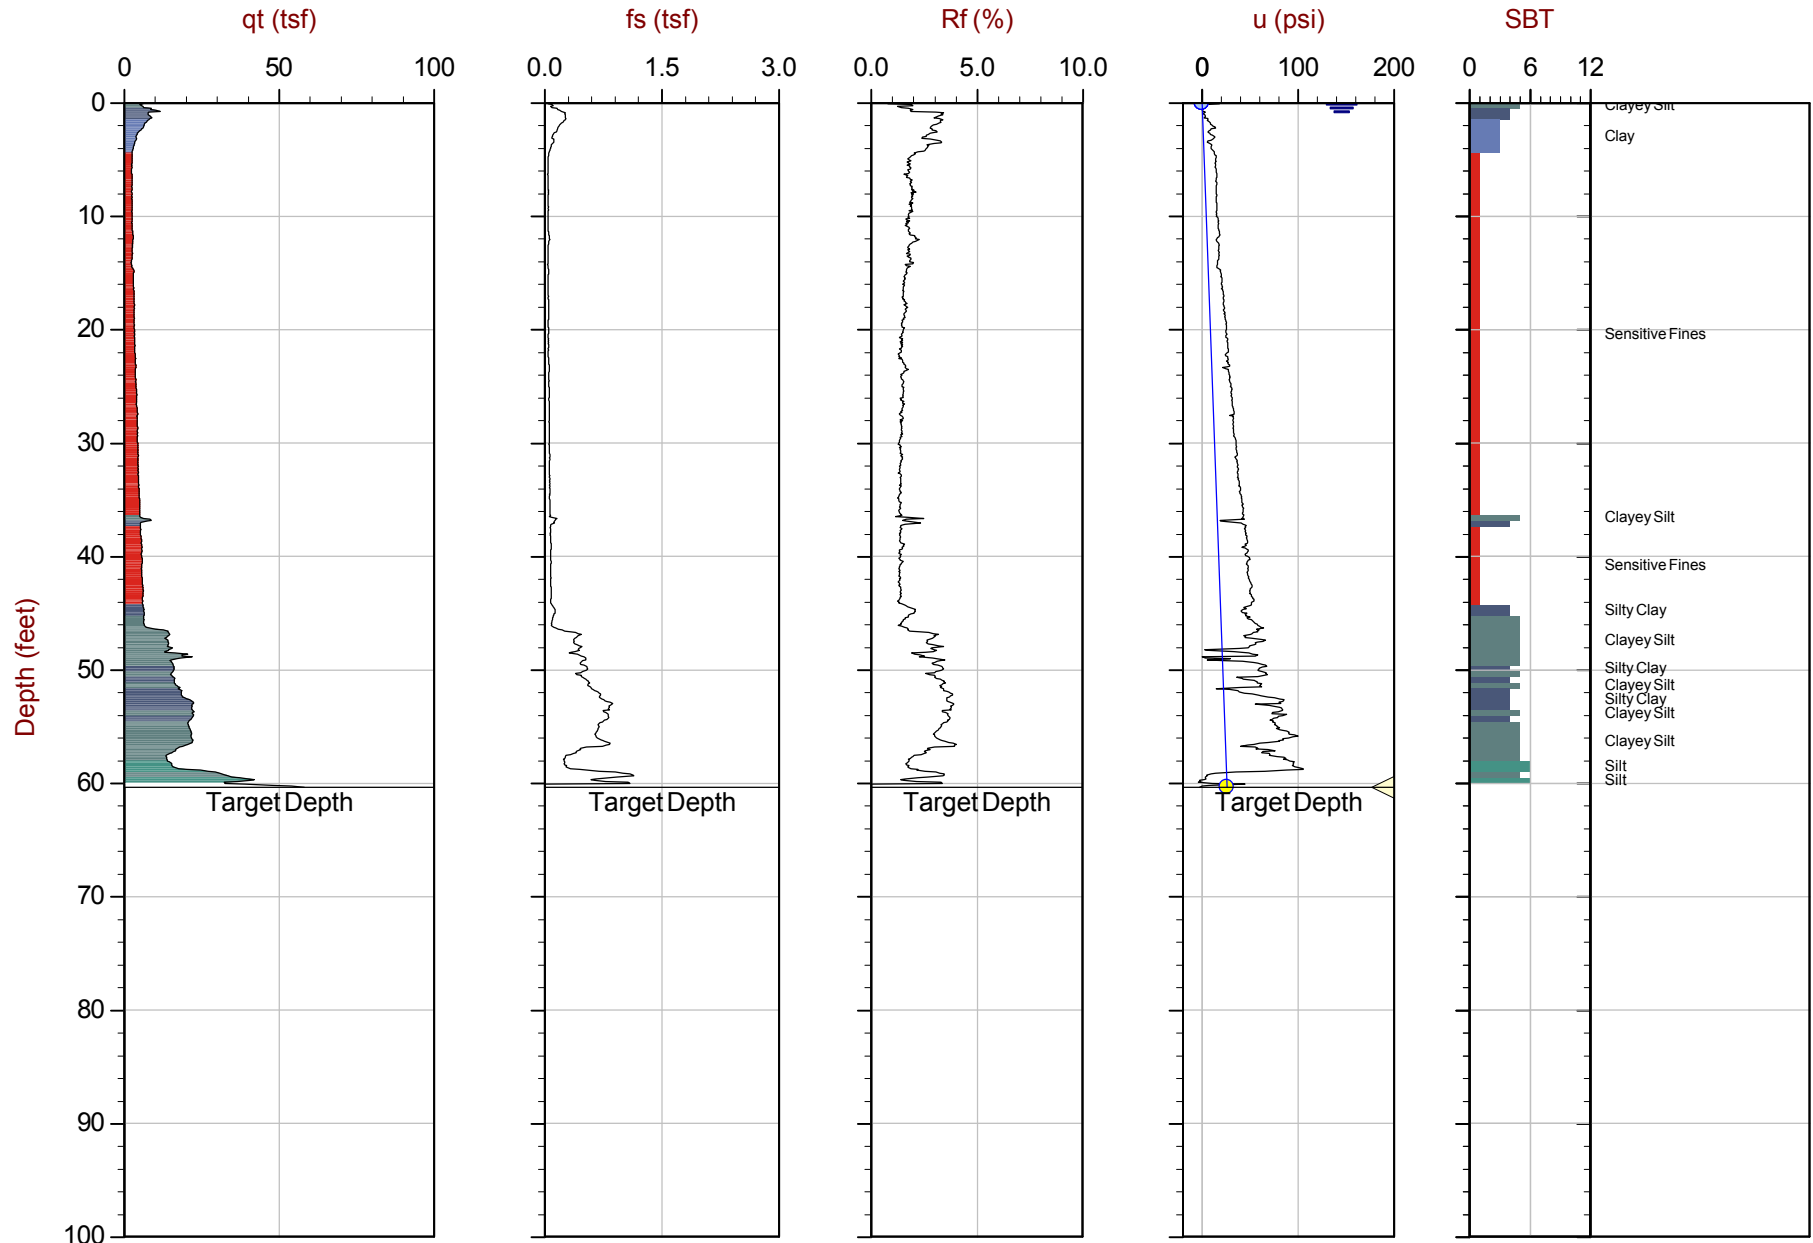 qt (tsf) fs (tsf) Rf (%) u (psi) SBT
0 50 100 0.0 1.5 3.0 0.0 5.0 10.0 0 100 200 0 6 12
0
Clayey Silt
Clay
10
20
Sensitive Fines
30
Clayey Silt
40
Sensitive Fines
Silty Clay
Clayey Silt
50
Silty Clay
Clayey Silt
Silty Clay
Clayey Silt
Clayey Silt
Silt
60
Silt
Target Depth Target Depth Target Depth Target Depth
Depth (feet)
70
80
90
100